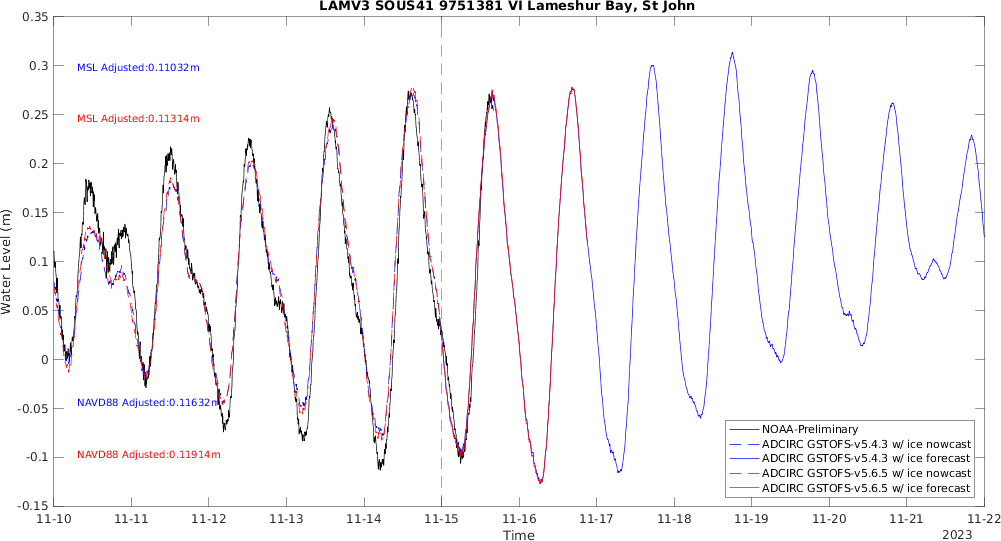 LAMV3 SOUS41 9751381 VI Lameshur Bay, St John
0.35
0.3
0.25
0.2
0.15
0.1
0.05
0
-0.05
-0.1
-0.15
Water Level (m)
MSL Adjusted:0.11032m
MSL Adjusted:0.11314m
NAVD88 Adjusted:0.11632m
NAVD88 Adjusted:0.11914m
NOAA-Preliminary
ADCIRC GSTOFS-v5.4.3 w/ ice nowcast
ADCIRC GSTOFS-v5.4.3 w/ ice forecast
ADCIRC GSTOFS-v5.6.5 w/ ice nowcast
ADCIRC GSTOFS-v5.6.5 w/ ice forecast
11-10 11-11 11-12 11-13 11-14 11-15 11-16 11-17 11-18 11-19 11-20 11-21 11-22
Time
2023